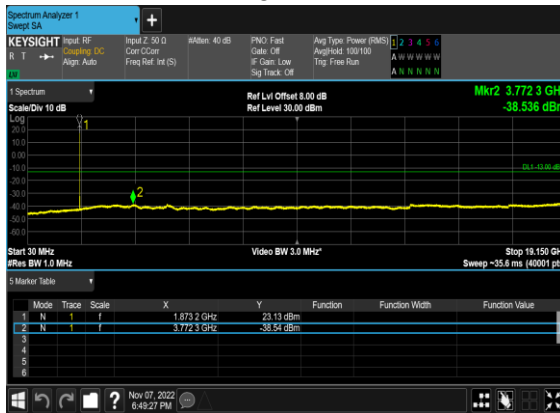 Spectrum Analyzer 1
Swept SA
+
KEYSIGHT Input: RF Input Z: 50 Ω #Atten: 40 dB PNO: Fast Avg Type: Power (RMS) 1 2 3 4 5 6
R T Coupling: DC Corr CCorr Gate: Off Avg|Hold: 100/100 A W W W W W
Align: Auto Freq Ref: Int (S) IF Gain: Low Trig: Free Run
Sig Track: Off A N N N N N
1 Spectrum Ref Lvl Offset 8.00 dB Mkr2 3.772 3 GHz
Scale/Div 10 dB Ref Level 30.00 dBm -38.536 dBm
Log
20.0 1
10.0
0.00
-10.0 DL1 -13.00 dB
-20.0
-30.0 2
-40.0
-50.0
-60.0
Start 30 MHz Video BW 3.0 MHz* Stop 19.150 GH
#Res BW 1.0 MHz Sweep ~35.6 ms (40001 pts
5 Marker Table
Mode Trace Scale X Y Function Function Width Function Value
1 N 1 f 1.873 2 GHz 23.13 dBm
2 N 1 f 3.772 3 GHz -38.54 dBm
3
4
5
6
? Nov 07, 2022
6:49:27 PM